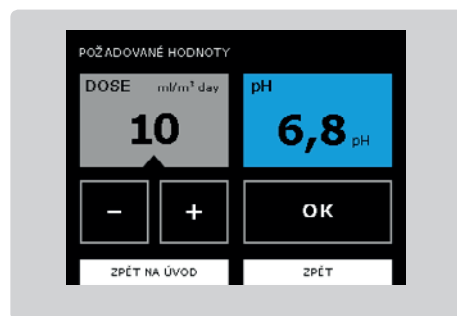 POŽADOVANÉ HODNOTY
DOSE ml/m³ day
10
pH
6,8 pH
− +
OK
ZPĚT NA ÚVOD
ZPĚT